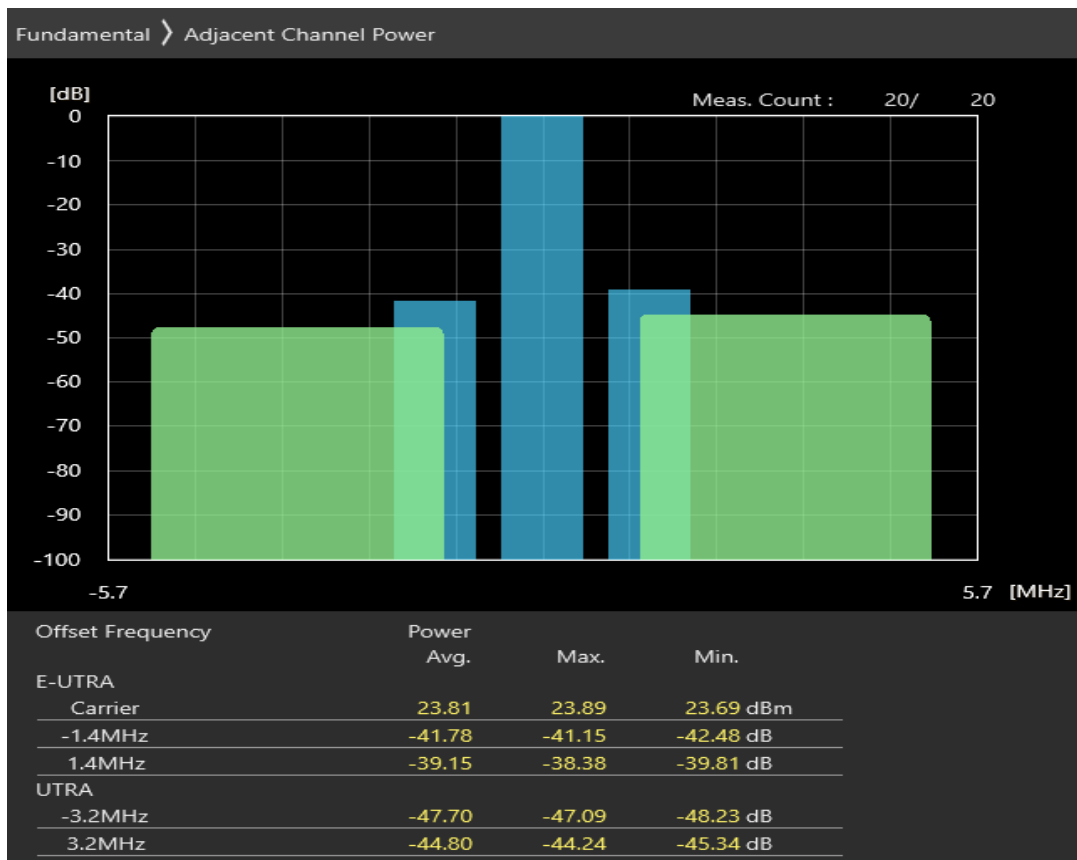 Fundamental 〉 Adjacent Channel Power
[dB]
Meas. Count : 20/ 20
0
-10
-20
-30
-40
-50
-60
-70
-80
-90
-100
-5.7 5.7 [MHz]
Offset Frequency Power
Avg. Max. Min.
E-UTRA
Carrier 23.81 23.89 23.69 dBm
-1.4MHz -41.78 -41.15 -42.48 dB
1.4MHz -39.15 -38.38 -39.81 dB
UTRA
-3.2MHz -47.70 -47.09 -48.23 dB
3.2MHz -44.80 -44.24 -45.34 dB